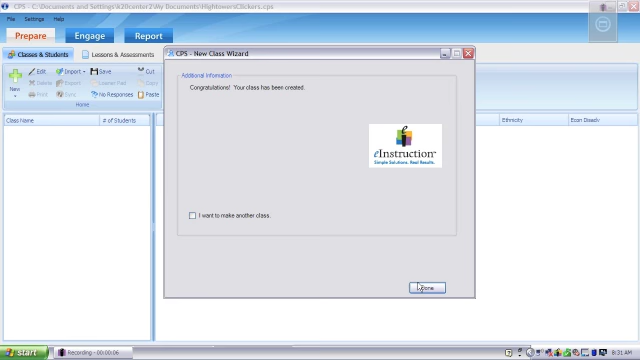 CPS - C:\Documents and Settings\k20center2\My Documents\HightowersClickers.cps
File Settings Help
Prepare Engage Report
Classes & Students Lessons & Assessments
New
Edit Import Save Cut
Delete Export Learner Pad Copy
Print Sync No Responses Paste
Home
Class Name # of Students Ethnicity Econ Disadv
CPS - New Class Wizard
Additional Information
Congratulations! Your class has been created.
eInstruction™
Simple Solutions. Real Results.
I want to make another class.
Done
start Recording - 00:00:06 8:31 AM